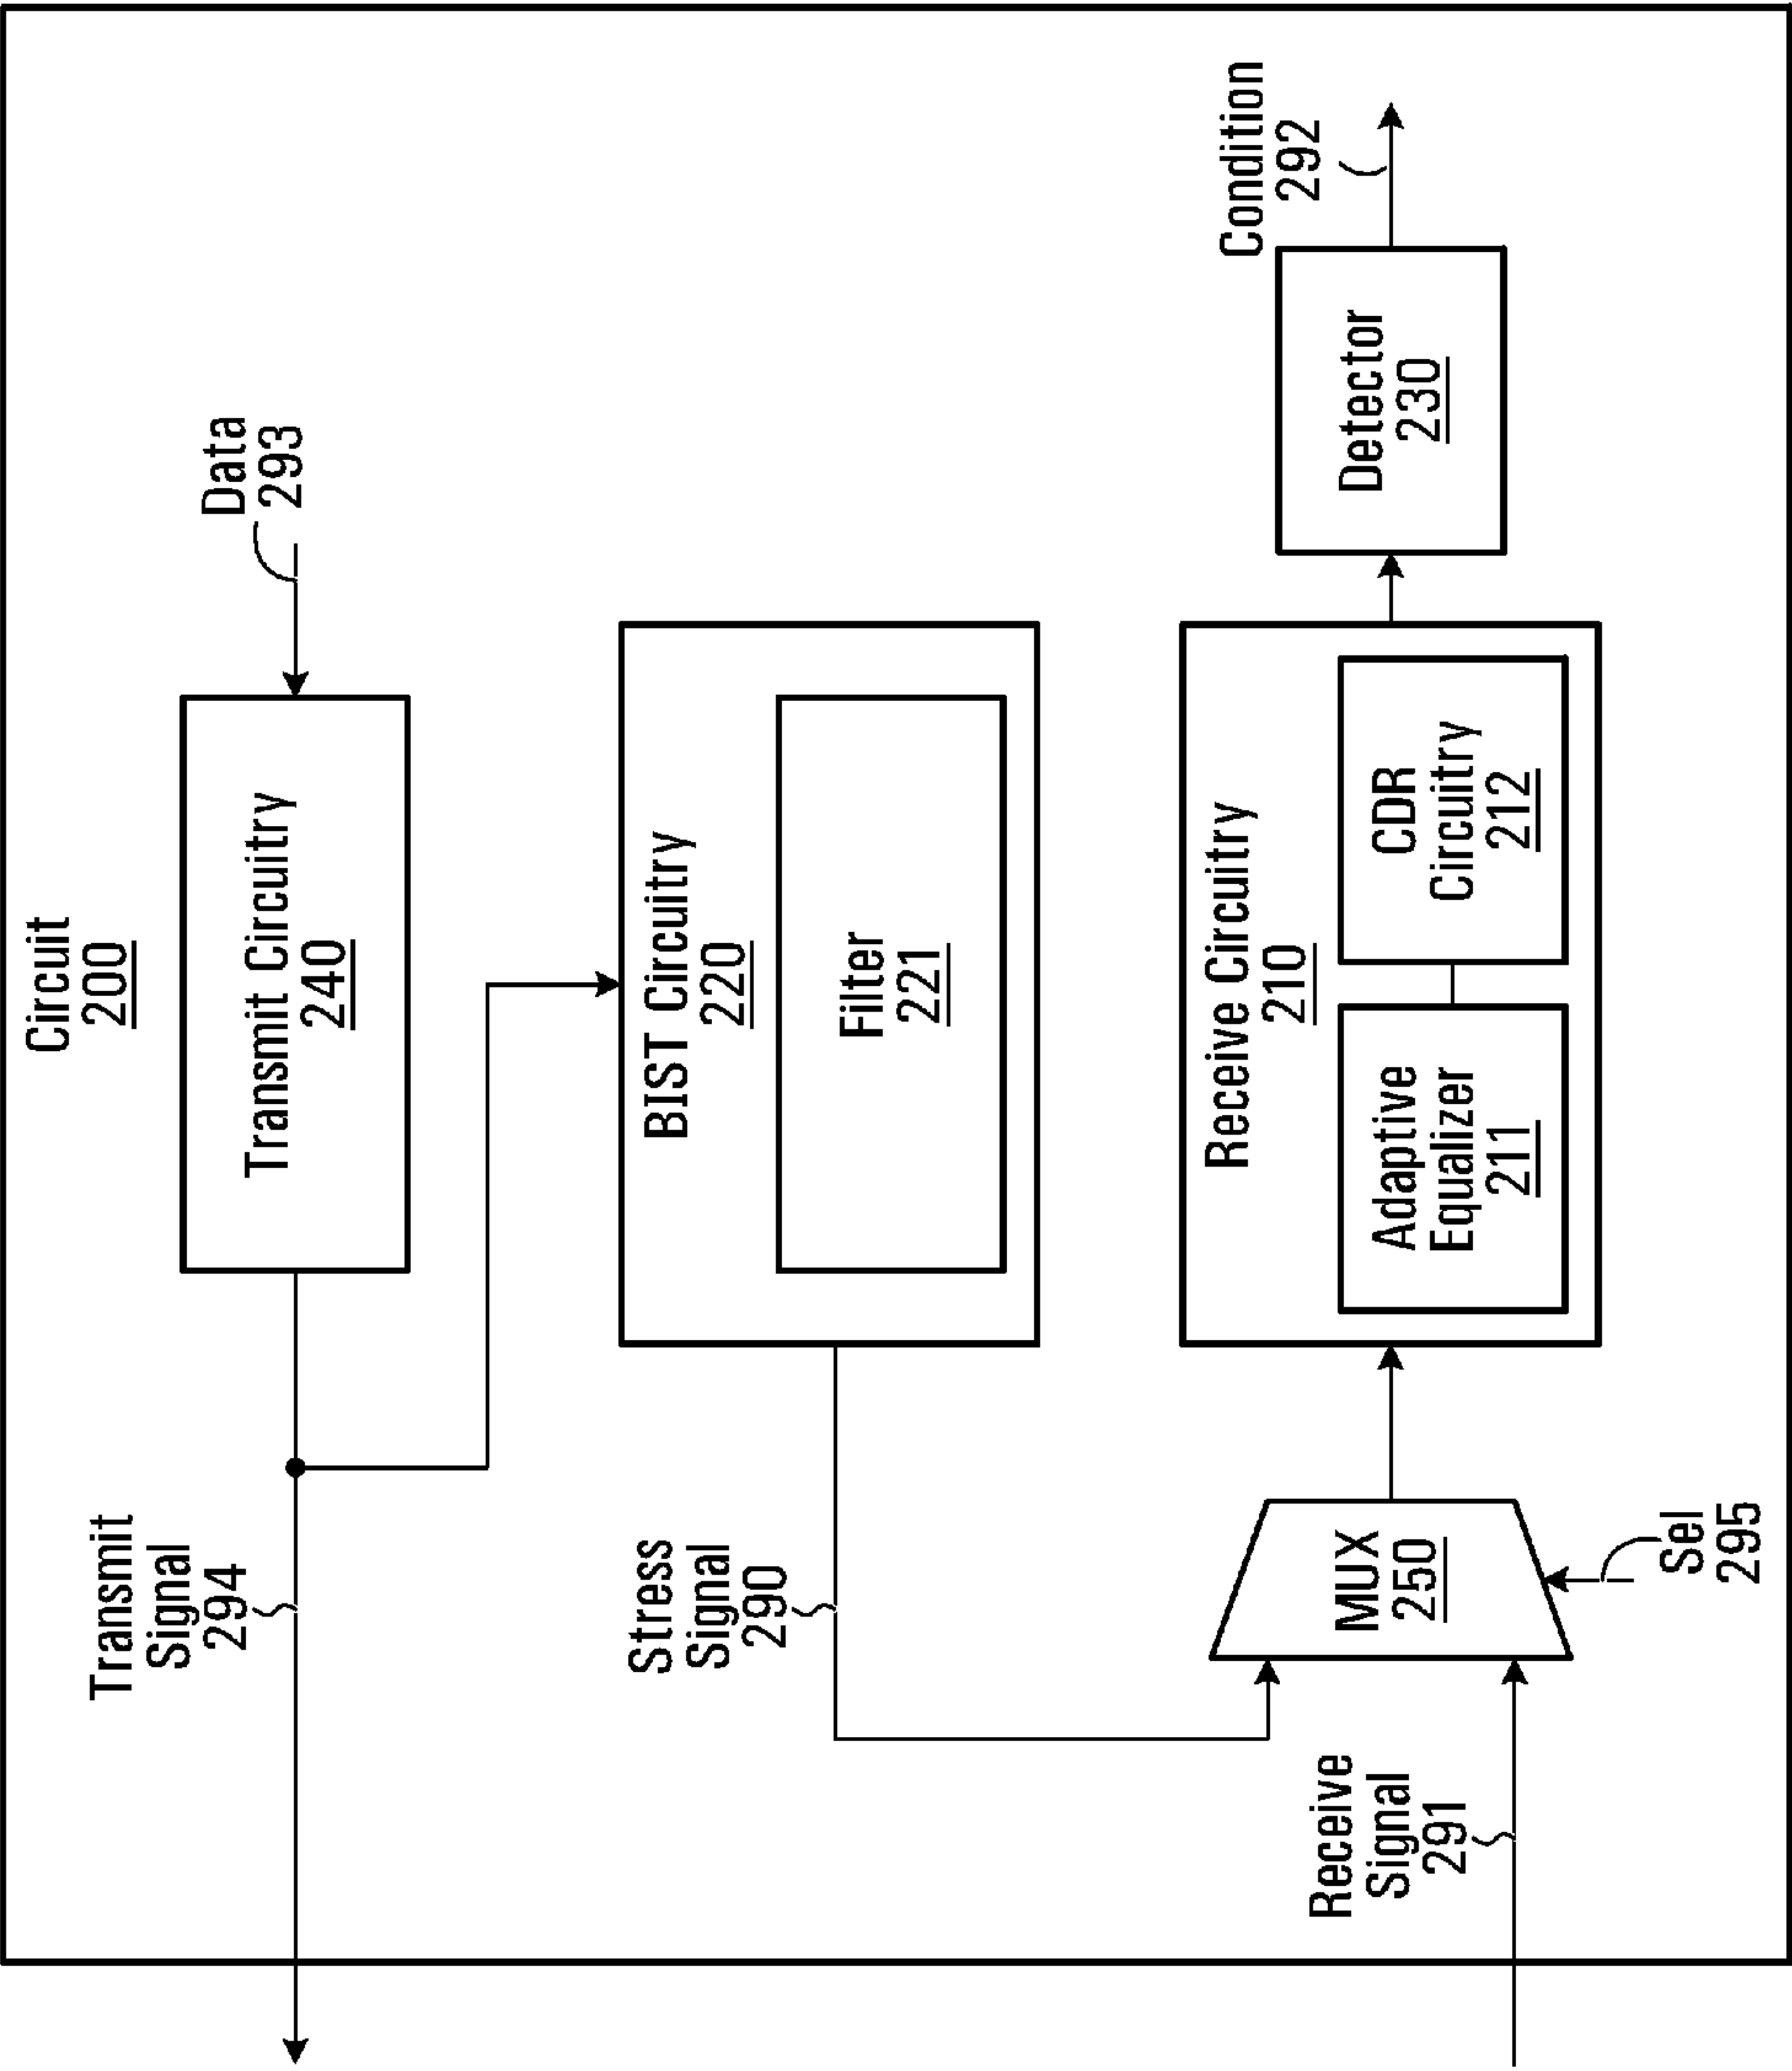 Circuit
200
Transmit
Signal
294
Transmit Circuitry
240
Data
293
Stress
Signal
290
BIST Circuitry
220
Filter
221
Receive
Signal
291
MUX
250
Sel
295
Receive Circuitry
210
Adaptive
Equalizer
211
CDR
Circuitry
212
Detector
230
Condition
292